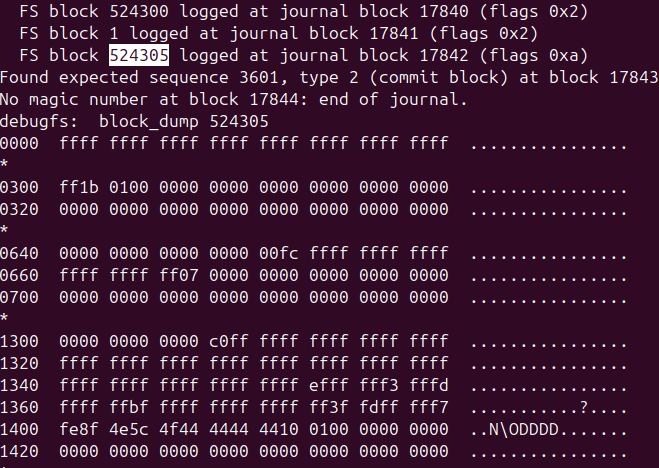 FS block 524300 logged at journal block 17840 (flags 0x2)
  FS block 1 logged at journal block 17841 (flags 0x2)
  FS block 524305 logged at journal block 17842 (flags 0xa)
Found expected sequence 3601, type 2 (commit block) at block 17843
No magic number at block 17844: end of journal.
debugfs:  block_dump 524305
0000  ffff ffff ffff ffff ffff ffff ffff ffff  ................
*
0300  ff1b 0100 0000 0000 0000 0000 0000 0000  ................
0320  0000 0000 0000 0000 0000 0000 0000 0000  ................
*
0640  0000 0000 0000 0000 00fc ffff ffff ffff  ................
0660  ffff ffff ff07 0000 0000 0000 0000 0000  ................
0700  0000 0000 0000 0000 0000 0000 0000 0000  ................
*
1300  0000 0000 0000 c0ff ffff ffff ffff ffff  ................
1320  ffff ffff ffff ffff ffff ffff ffff ffff  ................
1340  ffff ffff ffff ffff ffff efff fff3 fffd  ................
1360  ffff ffbf ffff ffff ffff ff3f fdff fff7  ...........?....
1400  fe8f 4e5c 4f44 4444 4410 0100 0000 0000  ..N\ODDDD.......
1420  0000 0000 0000 0000 0000 0000 0000 0000  ................